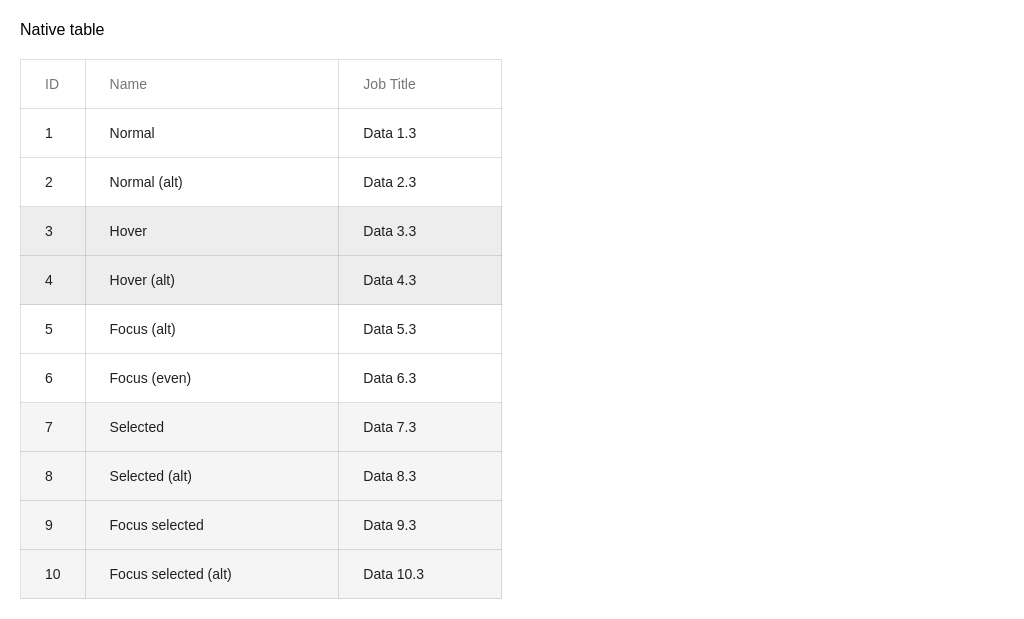 Native table
ID Name Job Title
1 Normal Data 1.3
2 Normal (alt) Data 2.3
3 Hover Data 3.3
4 Hover (alt) Data 4.3
5 Focus (alt) Data 5.3
6 Focus (even) Data 6.3
7 Selected Data 7.3
8 Selected (alt) Data 8.3
9 Focus selected Data 9.3
10 Focus selected (alt) Data 10.3